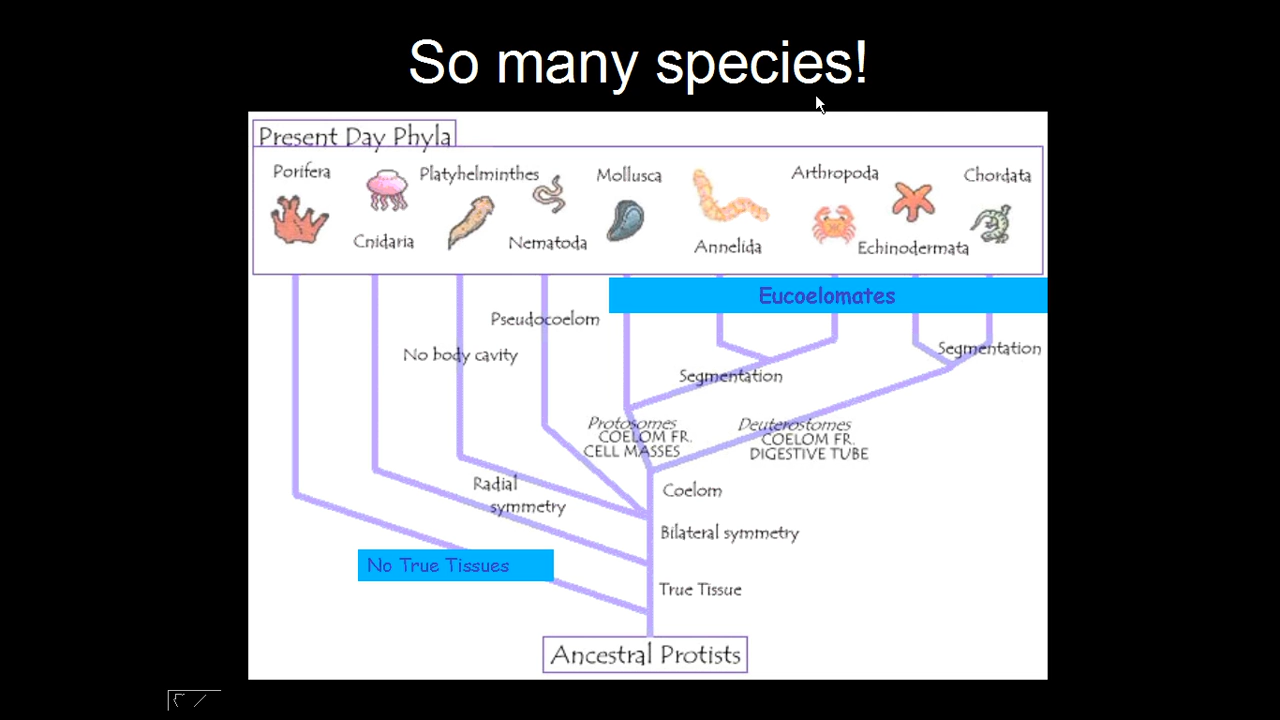 So many species!
Present Day Phyla
Porifera
Platyhelminthes
Mollusca
Arthropoda
Chordata
Cnidaria
Nematoda
Annelida
Echinodermata
Eucoelomates
Pseudocoelom
No body cavity
Segmentation
Segmentation
Protosomes
COELOM FR.
CELL MASSES
Deuterostomes
COELOM FR.
DIGESTIVE TUBE
Radial
symmetry
Coelom
Bilateral symmetry
No True Tissues
True Tissue
Ancestral Protists